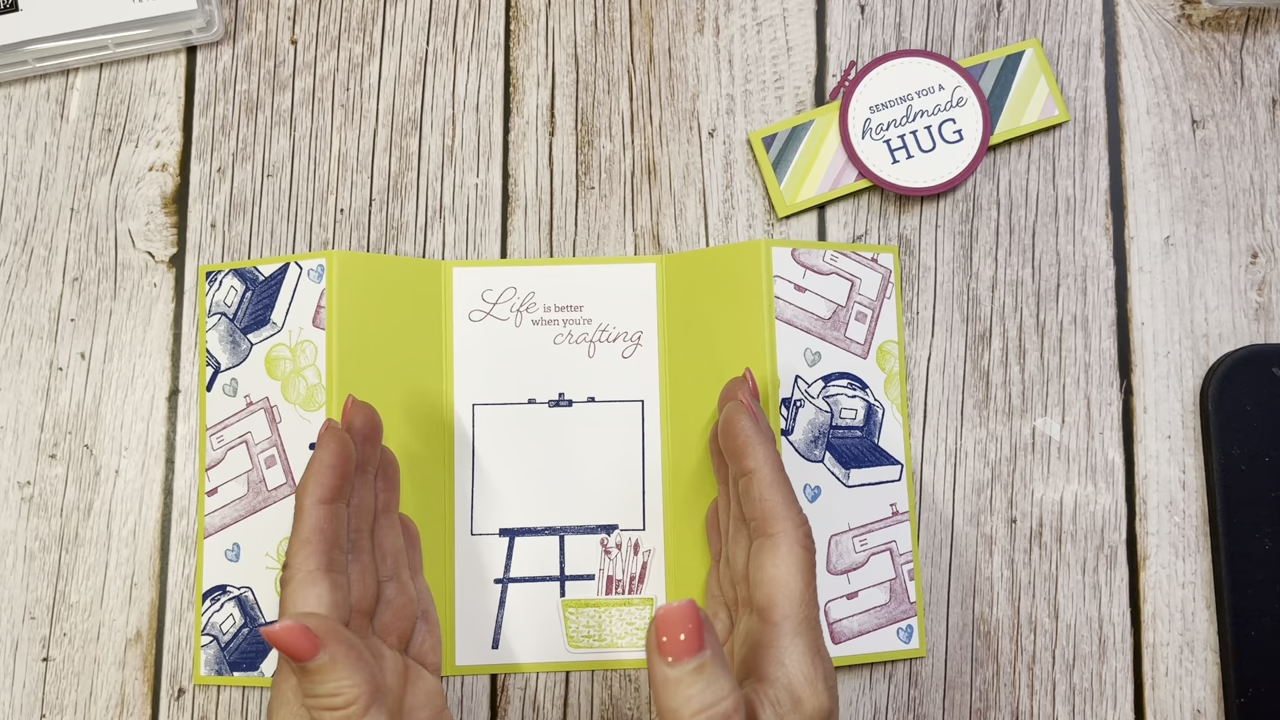 SENDING YOU A
handmade
HUG
Life is better
when you're
crafting